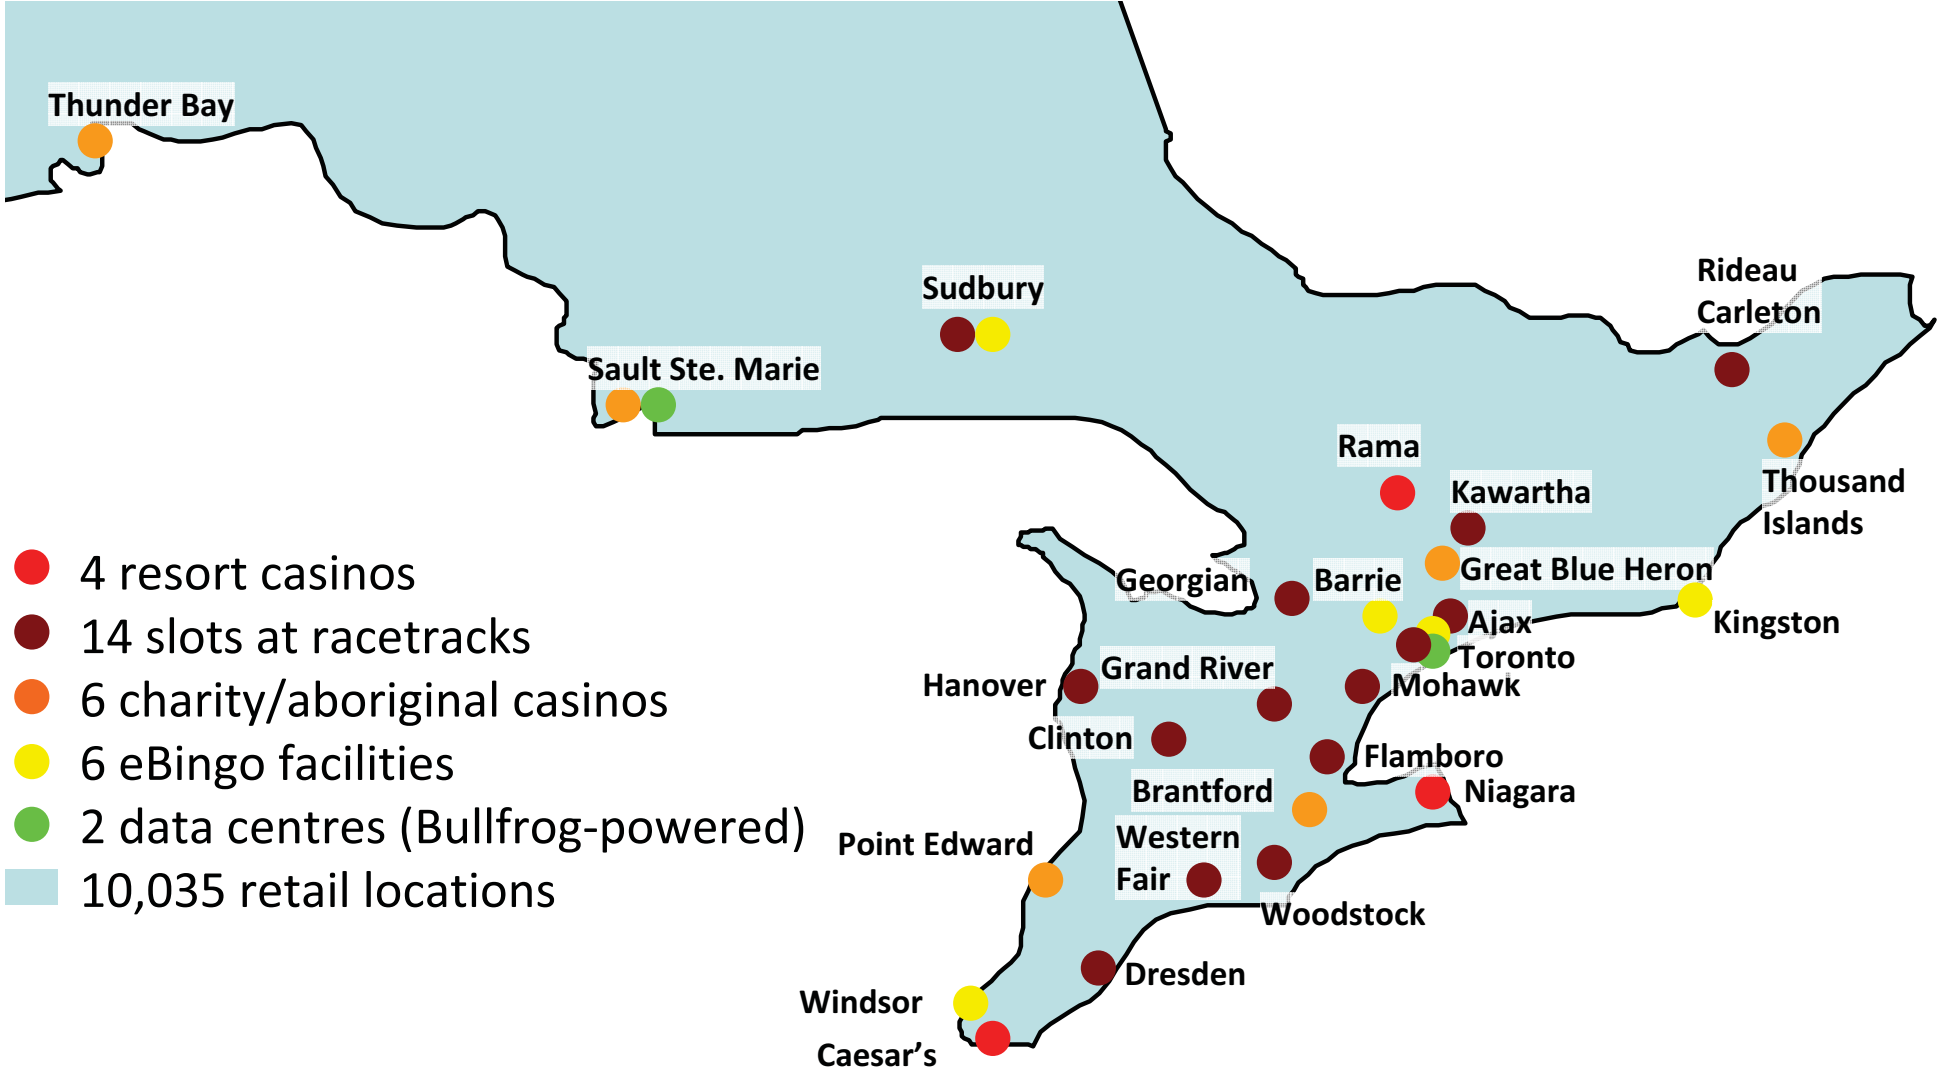 Thunder Bay
Rideau
Carleton
Sudbury
Sault Ste. Marie
Rama
Kawartha
Thousand
Islands
Great Blue Heron
Georgian
Barrie
Ajax
Kingston
Toronto
Grand River
Hanover
Mohawk
Clinton
Flamboro
Brantford
Niagara
Western
Fair
Point Edward
Woodstock
Dresden
Windsor
Caesar’s
4 resort casinos
14 slots at racetracks
6 charity/aboriginal casinos
6 eBingo facilities
2 data centres (Bullfrog-powered)
10,035 retail locations